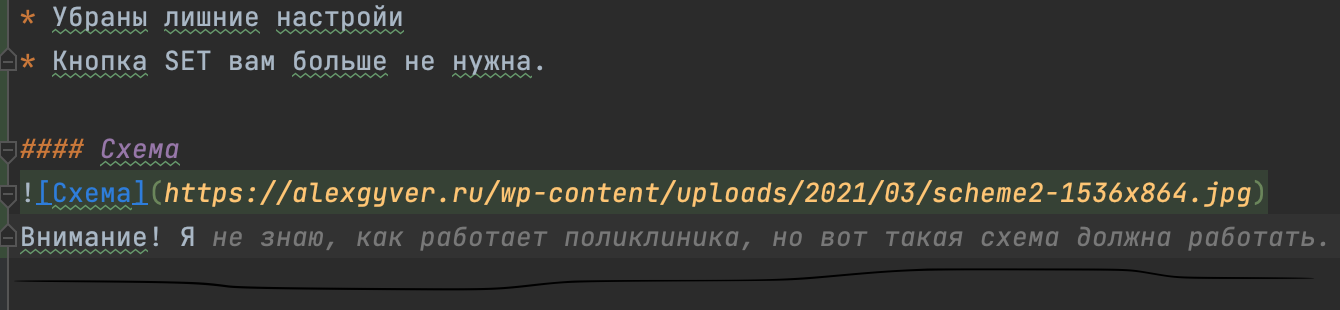 * Убраны лишние настройи
* Кнопка SET вам больше не нужна.
#### Схема
![Схема](https://alexgyver.ru/wp-content/uploads/2021/03/scheme2-1536x864.jpg)
Внимание! Я не знаю, как работает поликлиника, но вот такая схема должна работать.